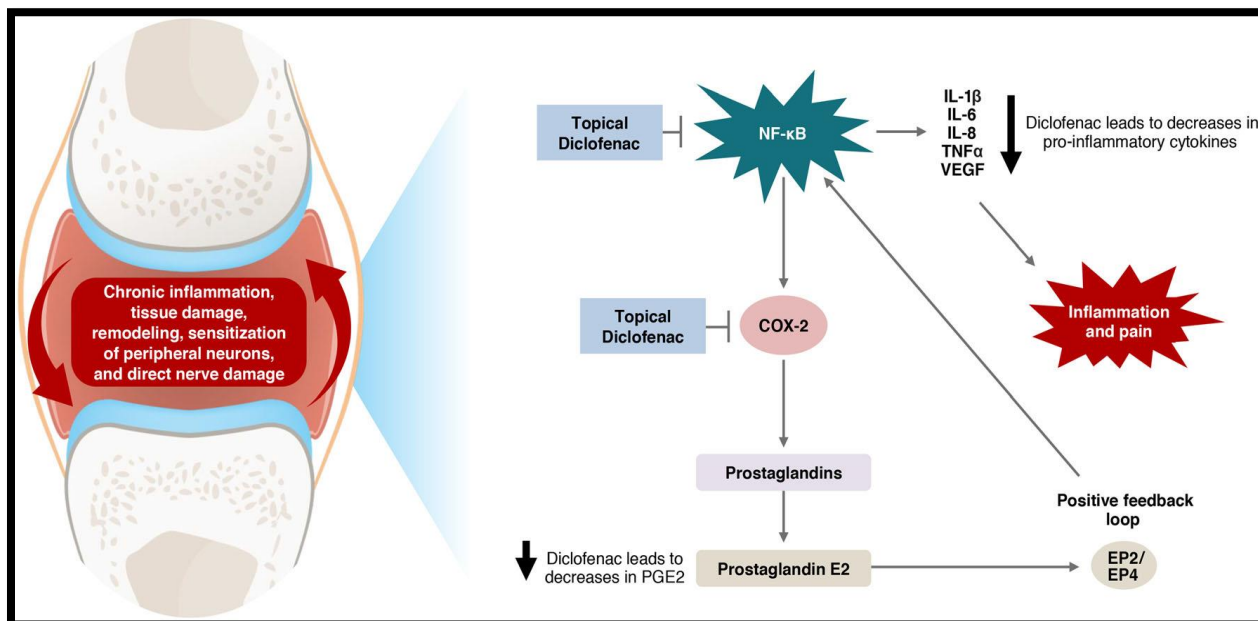 Chronic inflammation,
tissue damage,
remodeling, sensitization
of peripheral neurons,
and direct nerve damage
Topical
Diclofenac
NF-κB
IL-1β
IL-6
IL-8
TNFα
VEGF
Diclofenac leads to decreases in
pro-inflammatory cytokines
Topical
Diclofenac
COX-2
Inflammation
and pain
Prostaglandins
Positive feedback
loop
Diclofenac leads to
decreases in PGE2
Prostaglandin E2
EP2/
EP4